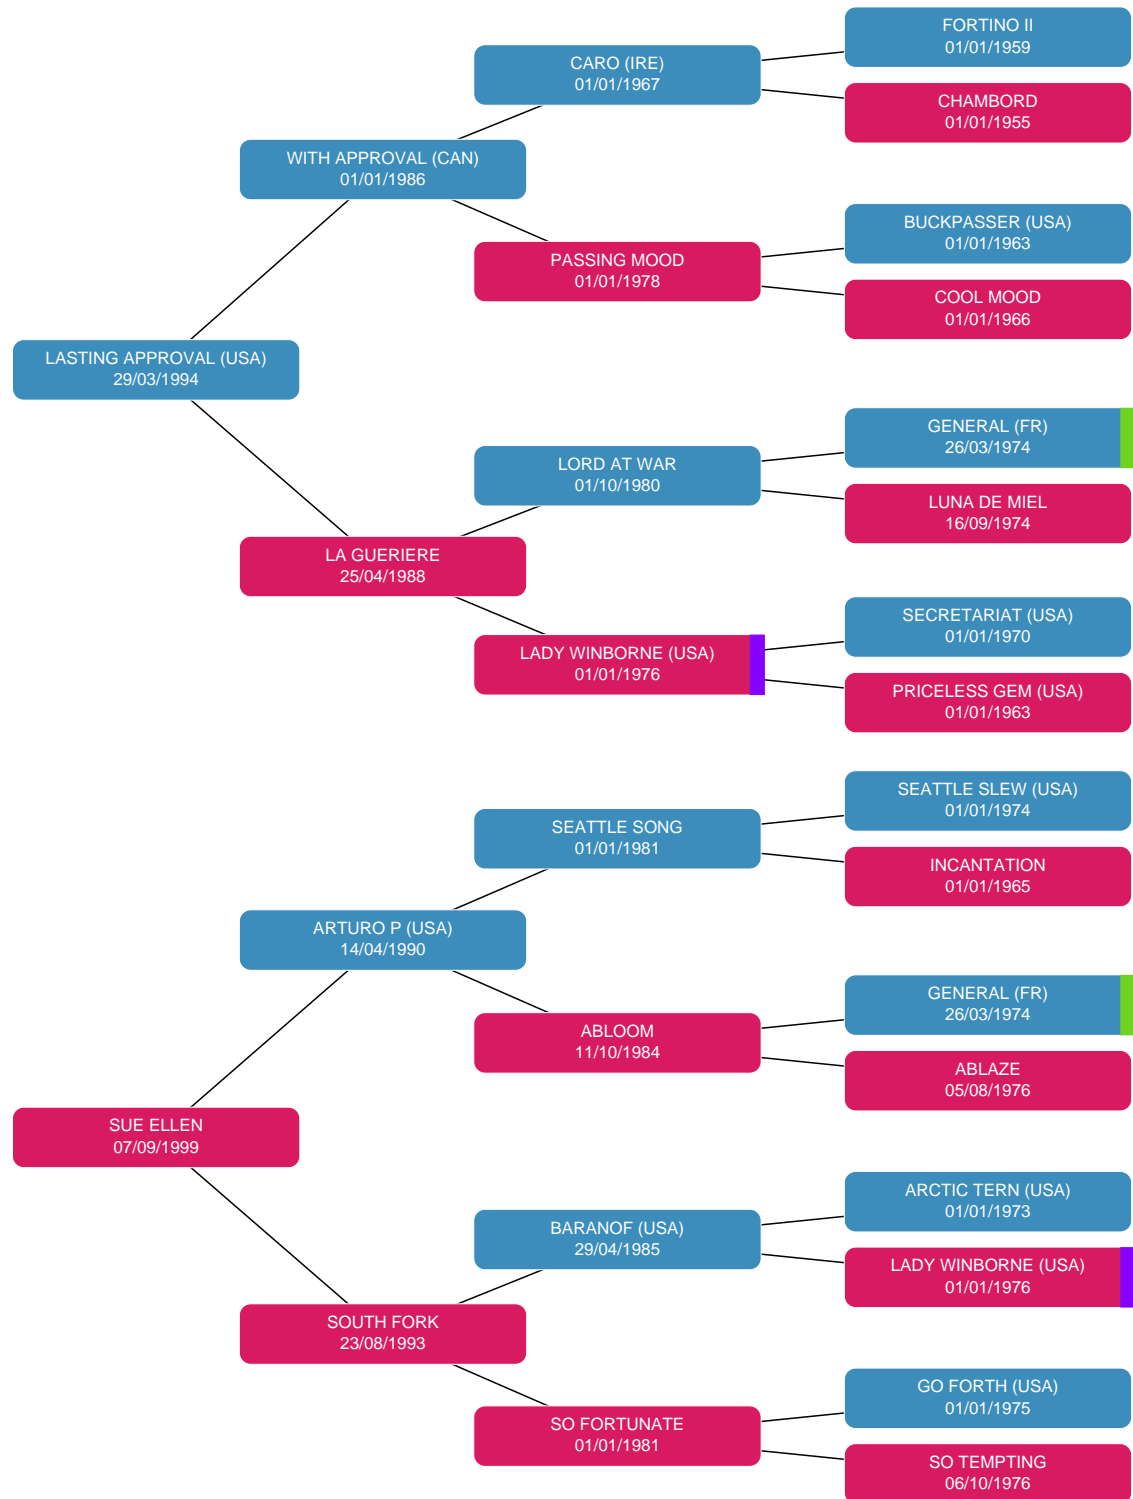 FORTINO II
01/01/1959
CARO (IRE)
01/01/1967
CHAMBORD
01/01/1955
WITH APPROVAL (CAN)
01/01/1986
BUCKPASSER (USA)
01/01/1963
PASSING MOOD
01/01/1978
COOL MOOD
01/01/1966
LASTING APPROVAL (USA)
29/03/1994
GENERAL (FR)
26/03/1974
LORD AT WAR
01/10/1980
LUNA DE MIEL
16/09/1974
LA GUERIERE
25/04/1988
SECRETARIAT (USA)
01/01/1970
LADY WINBORNE (USA)
01/01/1976
PRICELESS GEM (USA)
01/01/1963
SEATTLE SLEW (USA)
01/01/1974
SEATTLE SONG
01/01/1981
INCANTATION
01/01/1965
ARTURO P (USA)
14/04/1990
GENERAL (FR)
26/03/1974
ABLOOM
11/10/1984
ABLAZE
05/08/1976
SUE ELLEN
07/09/1999
ARCTIC TERN (USA)
01/01/1973
BARANOF (USA)
29/04/1985
LADY WINBORNE (USA)
01/01/1976
SOUTH FORK
23/08/1993
GO FORTH (USA)
01/01/1975
SO FORTUNATE
01/01/1981
SO TEMPTING
06/10/1976